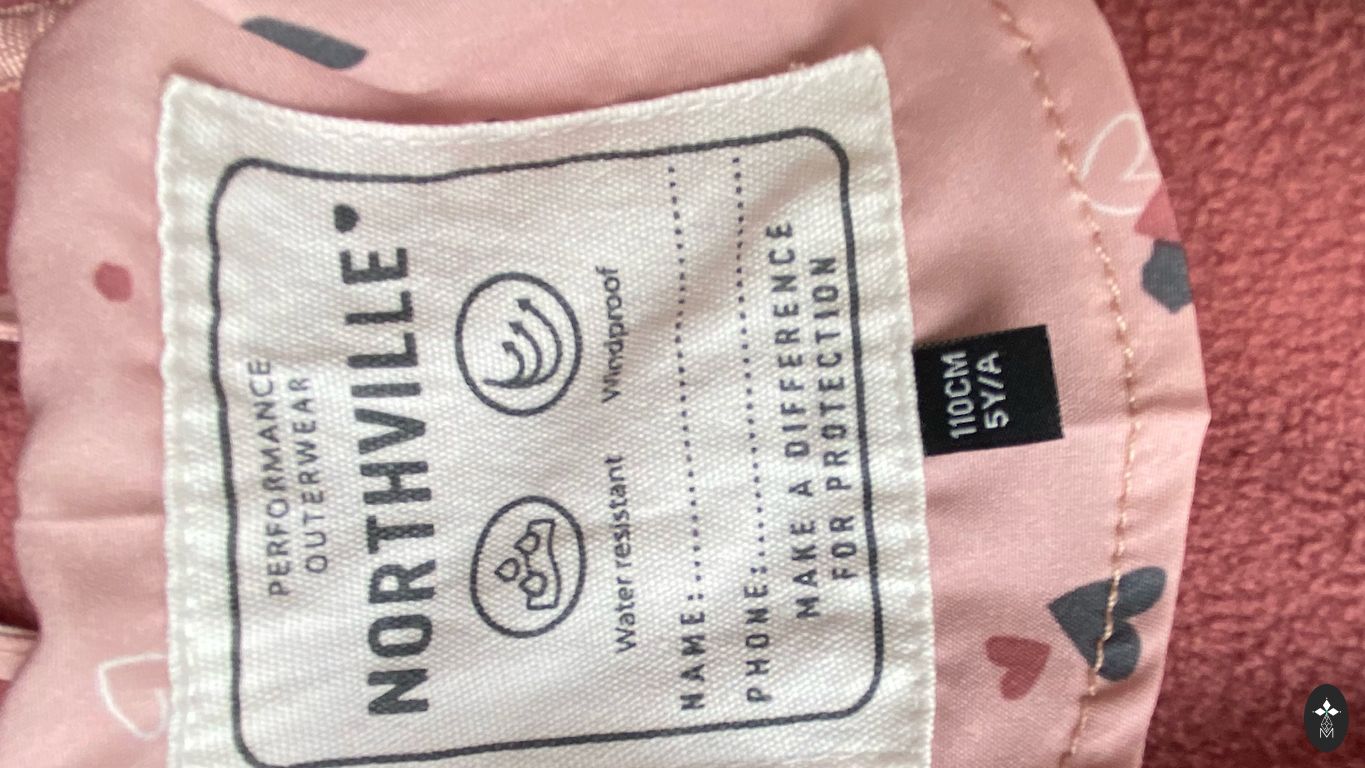 PERFORMANCE
OUTERWEAR
NORTHVILLE
Water resistant Windproof
NAME:
PHONE:
MAKE A DIFFERENCE
FOR PROTECTION
110CM
5Y/A
M